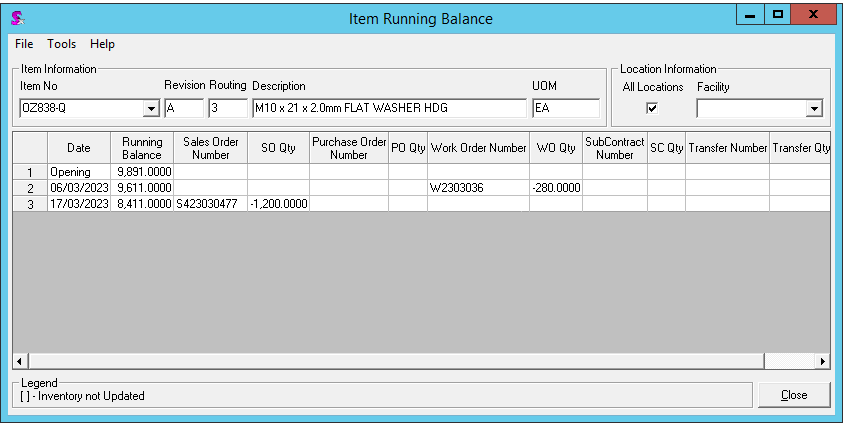 Item Running Balance
File Tools Help
Item Information
Location Information
Item No Revision Routing Description UOM
All Locations Facility
OZ838-Q A 3 M10 x 21 x 2.0mm FLAT WASHER HDG EA
Date Running Balance Sales Order Number SO Qty Purchase Order Number PO Qty Work Order Number WO Qty SubContract Number SC Qty Transfer Number Transfer Qty
1 Opening 9,891.0000
2 06/03/2023 9,611.0000 W2303036 -280.0000
3 17/03/2023 8,411.0000 S423030477 -1,200.0000
Legend
[ ] - Inventory not Updated
Close